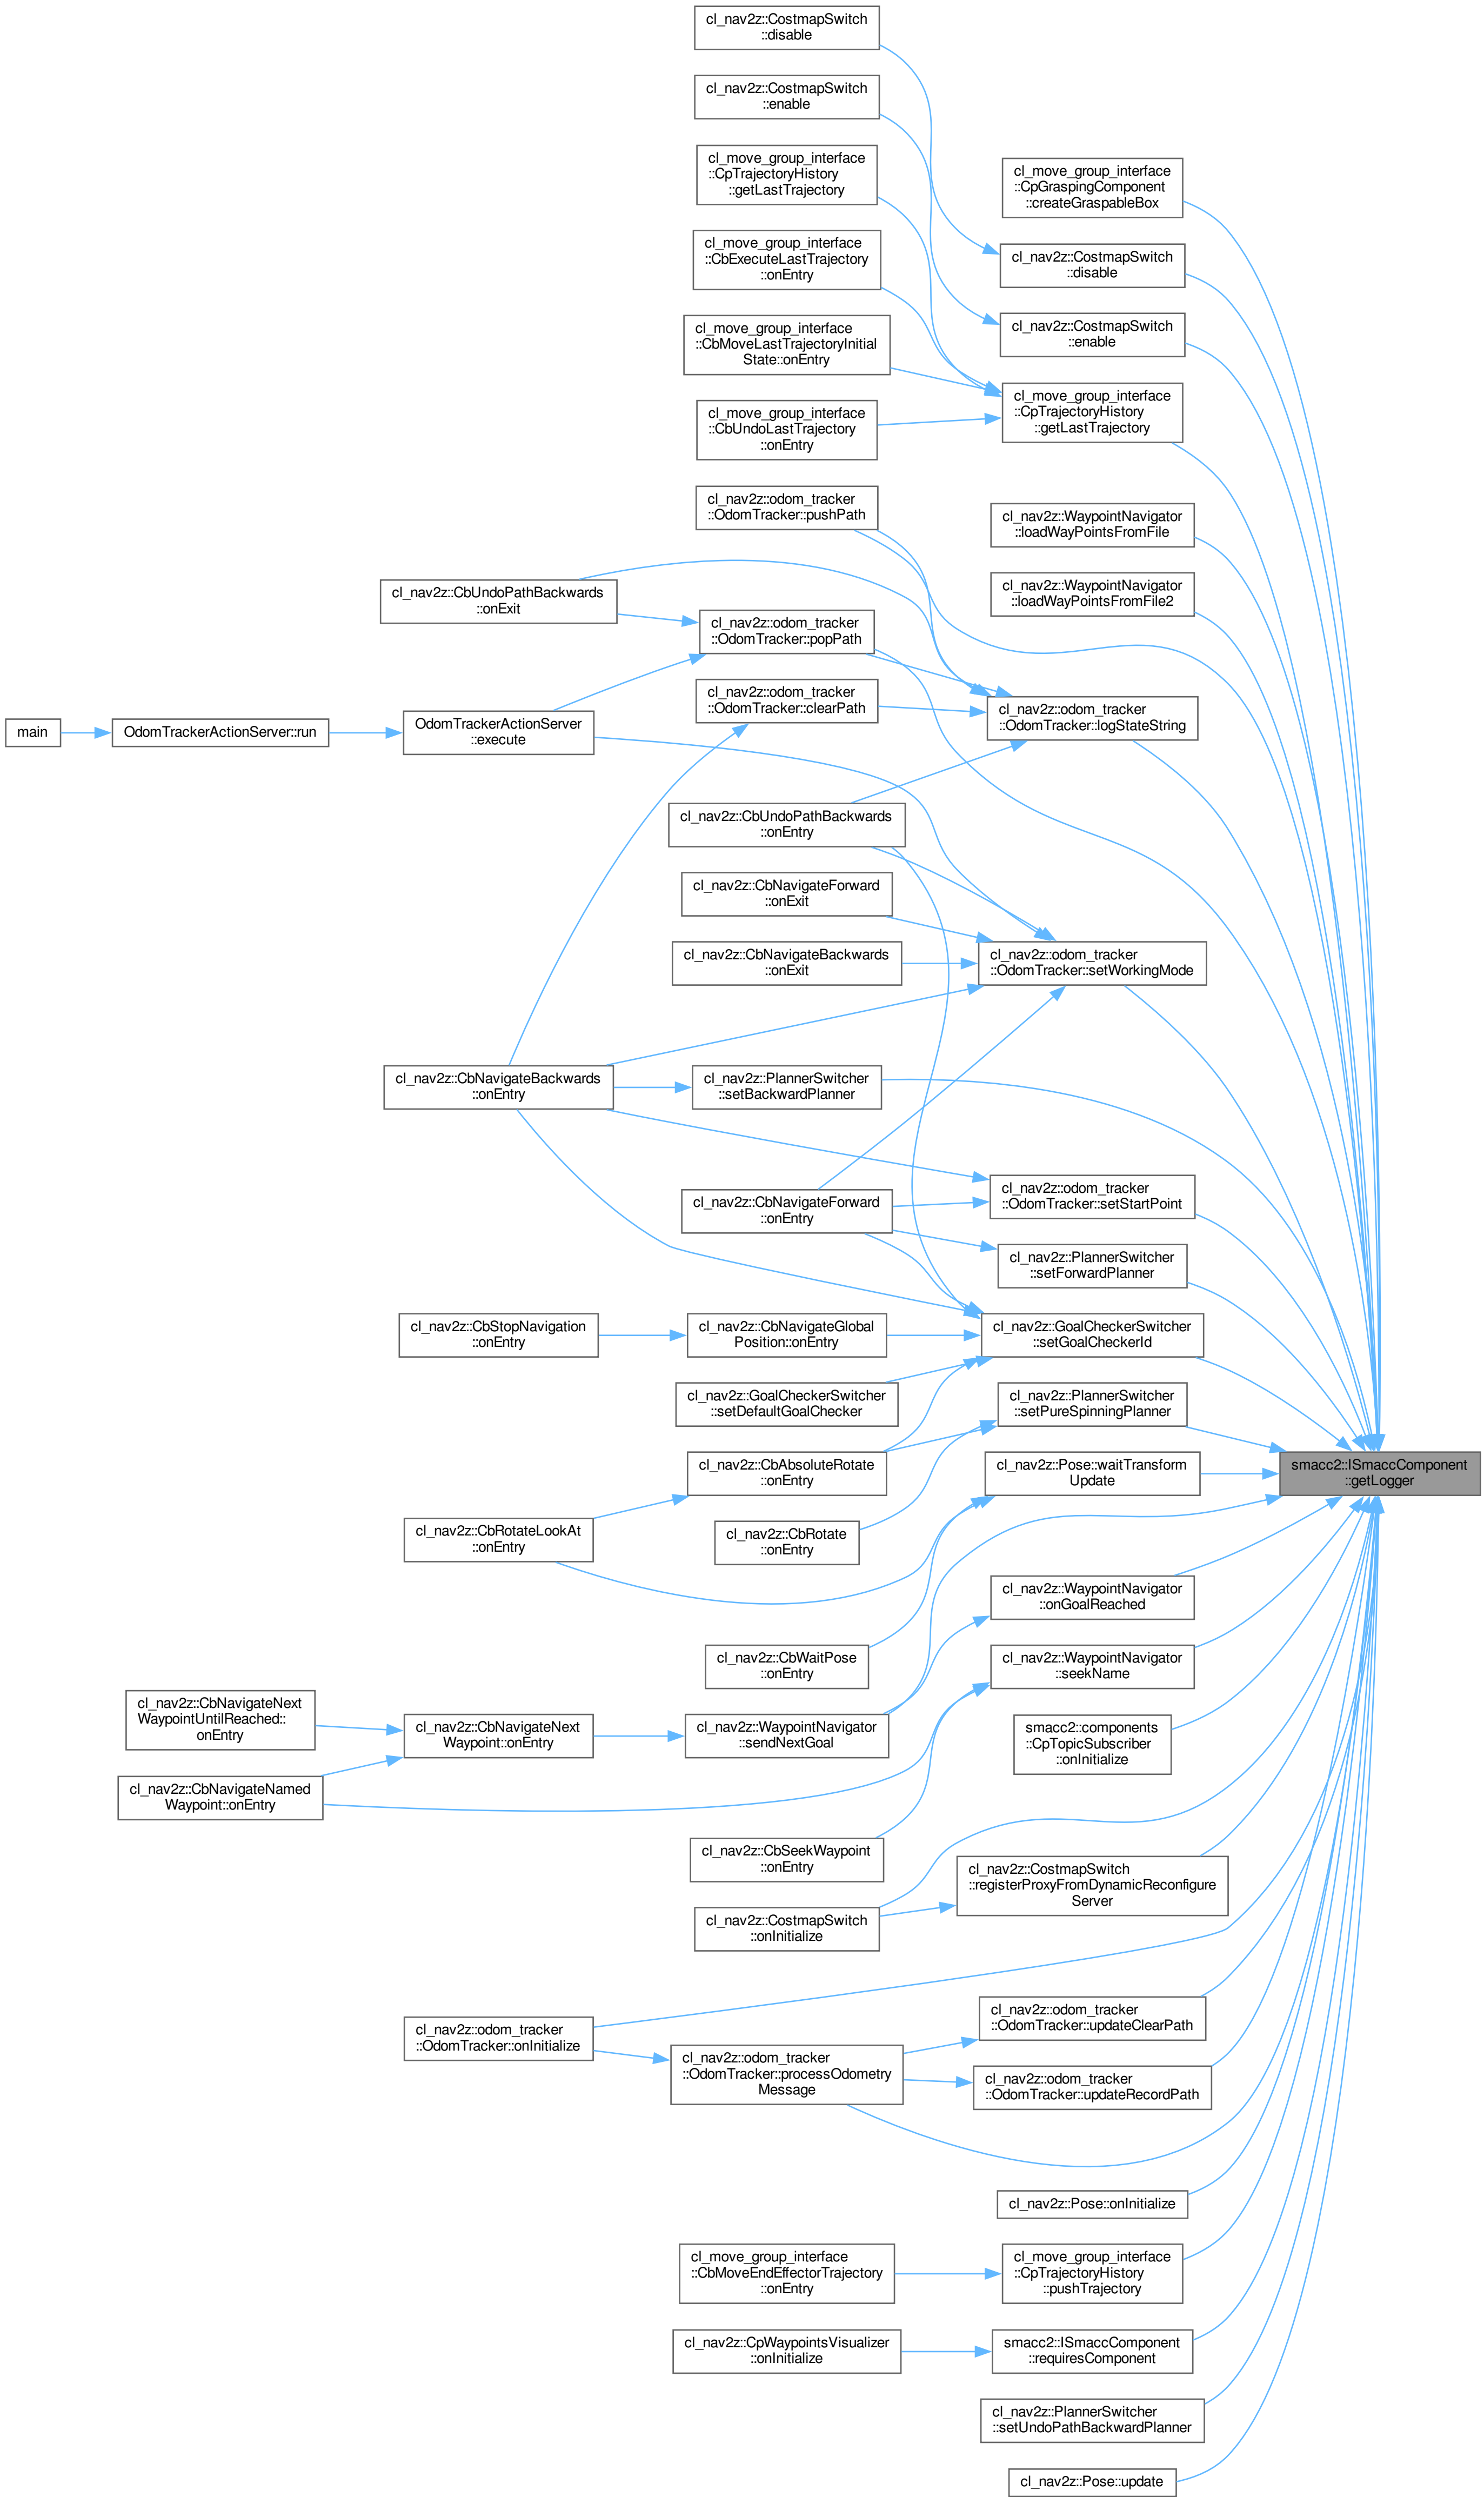 cl_nav2z::CostmapSwitch
::disable
cl_nav2z::CostmapSwitch
::enable
cl_move_group_interface
::CpTrajectoryHistory
::getLastTrajectory
cl_move_group_interface
::CbExecuteLastTrajectory
::onEntry
cl_move_group_interface
::CbMoveLastTrajectoryInitial
State::onEntry
cl_move_group_interface
::CbUndoLastTrajectory
::onEntry
cl_move_group_interface
::CpGraspingComponent
::createGraspableBox
cl_nav2z::CostmapSwitch
::disable
cl_nav2z::CostmapSwitch
::enable
cl_move_group_interface
::CpTrajectoryHistory
::getLastTrajectory
cl_nav2z::WaypointNavigator
::loadWayPointsFromFile
cl_nav2z::WaypointNavigator
::loadWayPointsFromFile2
cl_nav2z::odom_tracker
::OdomTracker::pushPath
cl_nav2z::CbUndoPathBackwards
::onExit
cl_nav2z::odom_tracker
::OdomTracker::popPath
cl_nav2z::odom_tracker
::OdomTracker::clearPath
cl_nav2z::odom_tracker
::OdomTracker::logStateString
main
OdomTrackerActionServer::run
OdomTrackerActionServer
::execute
cl_nav2z::CbUndoPathBackwards
::onEntry
cl_nav2z::CbNavigateForward
::onExit
cl_nav2z::CbNavigateBackwards
::onExit
cl_nav2z::odom_tracker
::OdomTracker::setWorkingMode
cl_nav2z::CbNavigateBackwards
::onEntry
cl_nav2z::PlannerSwitcher
::setBackwardPlanner
cl_nav2z::CbNavigateForward
::onEntry
cl_nav2z::odom_tracker
::OdomTracker::setStartPoint
cl_nav2z::PlannerSwitcher
::setForwardPlanner
cl_nav2z::CbStopNavigation
::onEntry
cl_nav2z::CbNavigateGlobal
Position::onEntry
cl_nav2z::GoalCheckerSwitcher
::setGoalCheckerId
cl_nav2z::GoalCheckerSwitcher
::setDefaultGoalChecker
cl_nav2z::PlannerSwitcher
::setPureSpinningPlanner
cl_nav2z::CbAbsoluteRotate
::onEntry
cl_nav2z::Pose::waitTransform
Update
smacc2::ISmaccComponent
::getLogger
cl_nav2z::CbRotateLookAt
::onEntry
cl_nav2z::CbRotate
::onEntry
cl_nav2z::WaypointNavigator
::onGoalReached
cl_nav2z::CbWaitPose
::onEntry
cl_nav2z::WaypointNavigator
::seekName
cl_nav2z::CbNavigateNext
WaypointUntilReached::
onEntry
cl_nav2z::CbNavigateNext
Waypoint::onEntry
cl_nav2z::WaypointNavigator
::sendNextGoal
smacc2::components
::CpTopicSubscriber
::onInitialize
cl_nav2z::CbNavigateNamed
Waypoint::onEntry
cl_nav2z::CbSeekWaypoint
::onEntry
cl_nav2z::CostmapSwitch
::registerProxyFromDynamicReconfigure
Server
cl_nav2z::CostmapSwitch
::onInitialize
cl_nav2z::odom_tracker
::OdomTracker::onInitialize
cl_nav2z::odom_tracker
::OdomTracker::processOdometry
Message
cl_nav2z::odom_tracker
::OdomTracker::updateClearPath
cl_nav2z::odom_tracker
::OdomTracker::updateRecordPath
cl_nav2z::Pose::onInitialize
cl_move_group_interface
::CbMoveEndEffectorTrajectory
::onEntry
cl_move_group_interface
::CpTrajectoryHistory
::pushTrajectory
cl_nav2z::CpWaypointsVisualizer
::onInitialize
smacc2::ISmaccComponent
::requiresComponent
cl_nav2z::PlannerSwitcher
::setUndoPathBackwardPlanner
cl_nav2z::Pose::update